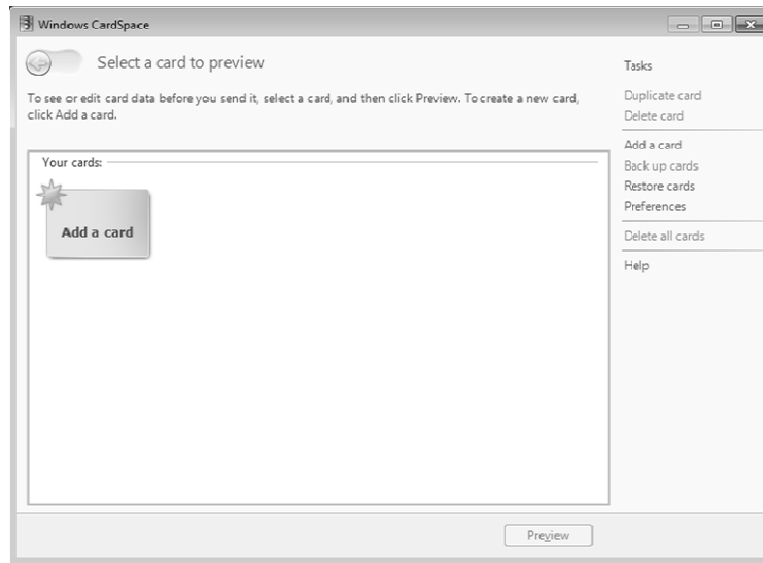 Windows CardSpace
Select a card to preview
To see or edit card data before you send it, select a card, and then click Preview. To create a new card,
click Add a card.
Your cards:
Add a card
Preview
Tasks
Duplicate card
Delete card
Add a card
Back up cards
Restore cards
Preferences
Delete all cards
Help